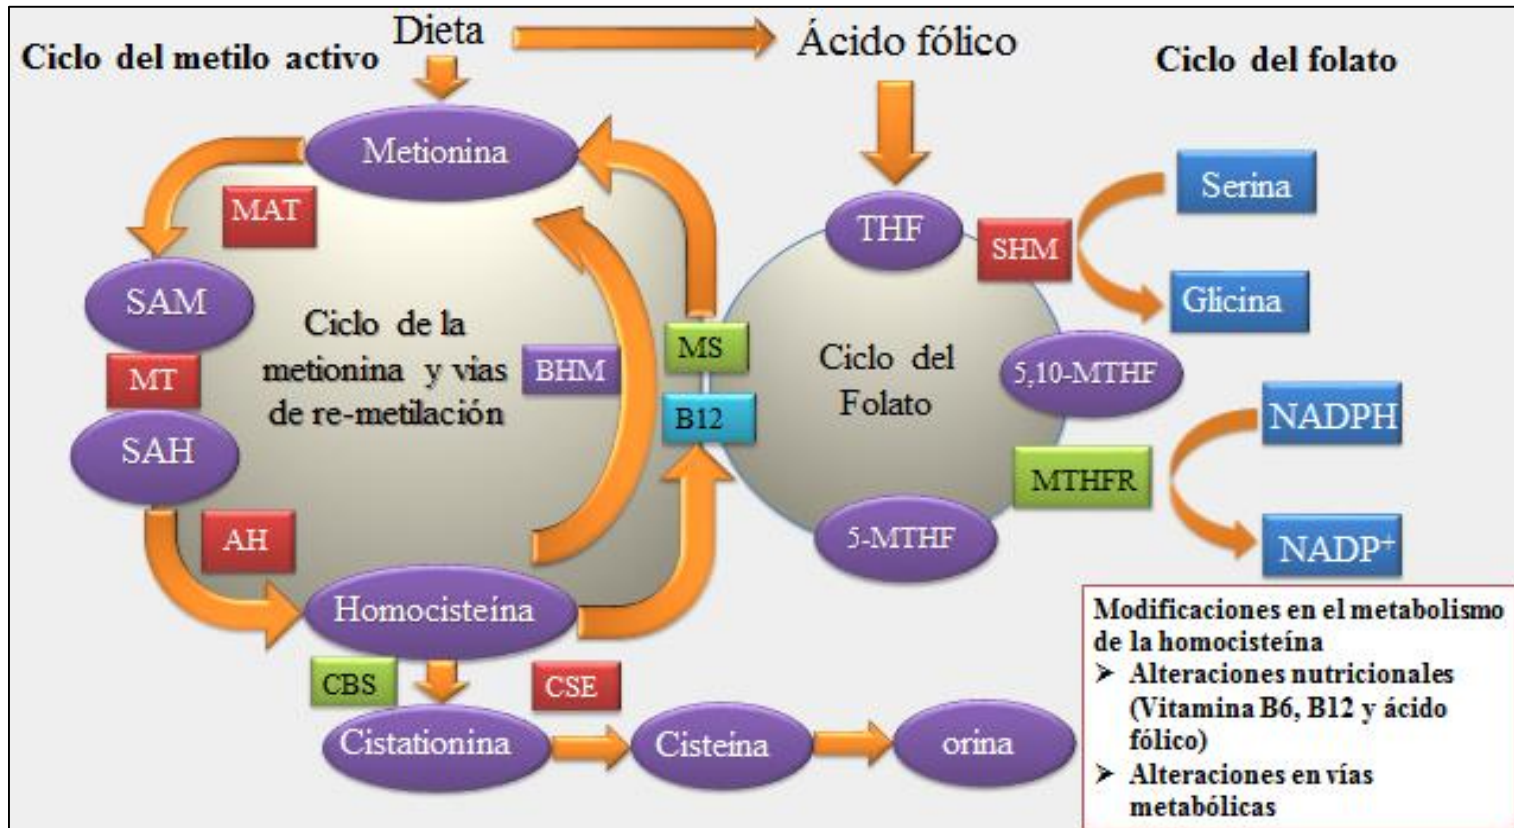 Ciclo del metilo activo
Dieta
Ácido fólico
Ciclo del folato
Metionina
MAT
SAM
MT
SAH
AH
Ciclo de la
metionina y vías
de re-metilación
BHM
MS
B12
Homocisteína
CBS
CSE
Cistationina
Cisteína
orina
THF
SHM
Serina
Glicina
Ciclo del
Folato
5,10-MTHF
MTHFR
NADPH
NADP⁺
5-MTHF
Modificaciones en el metabolismo
de la homocisteína
➤ Alteraciones nutricionales
(Vitamina B6, B12 y ácido
fólico)
➤ Alteraciones en vías
metabólicas